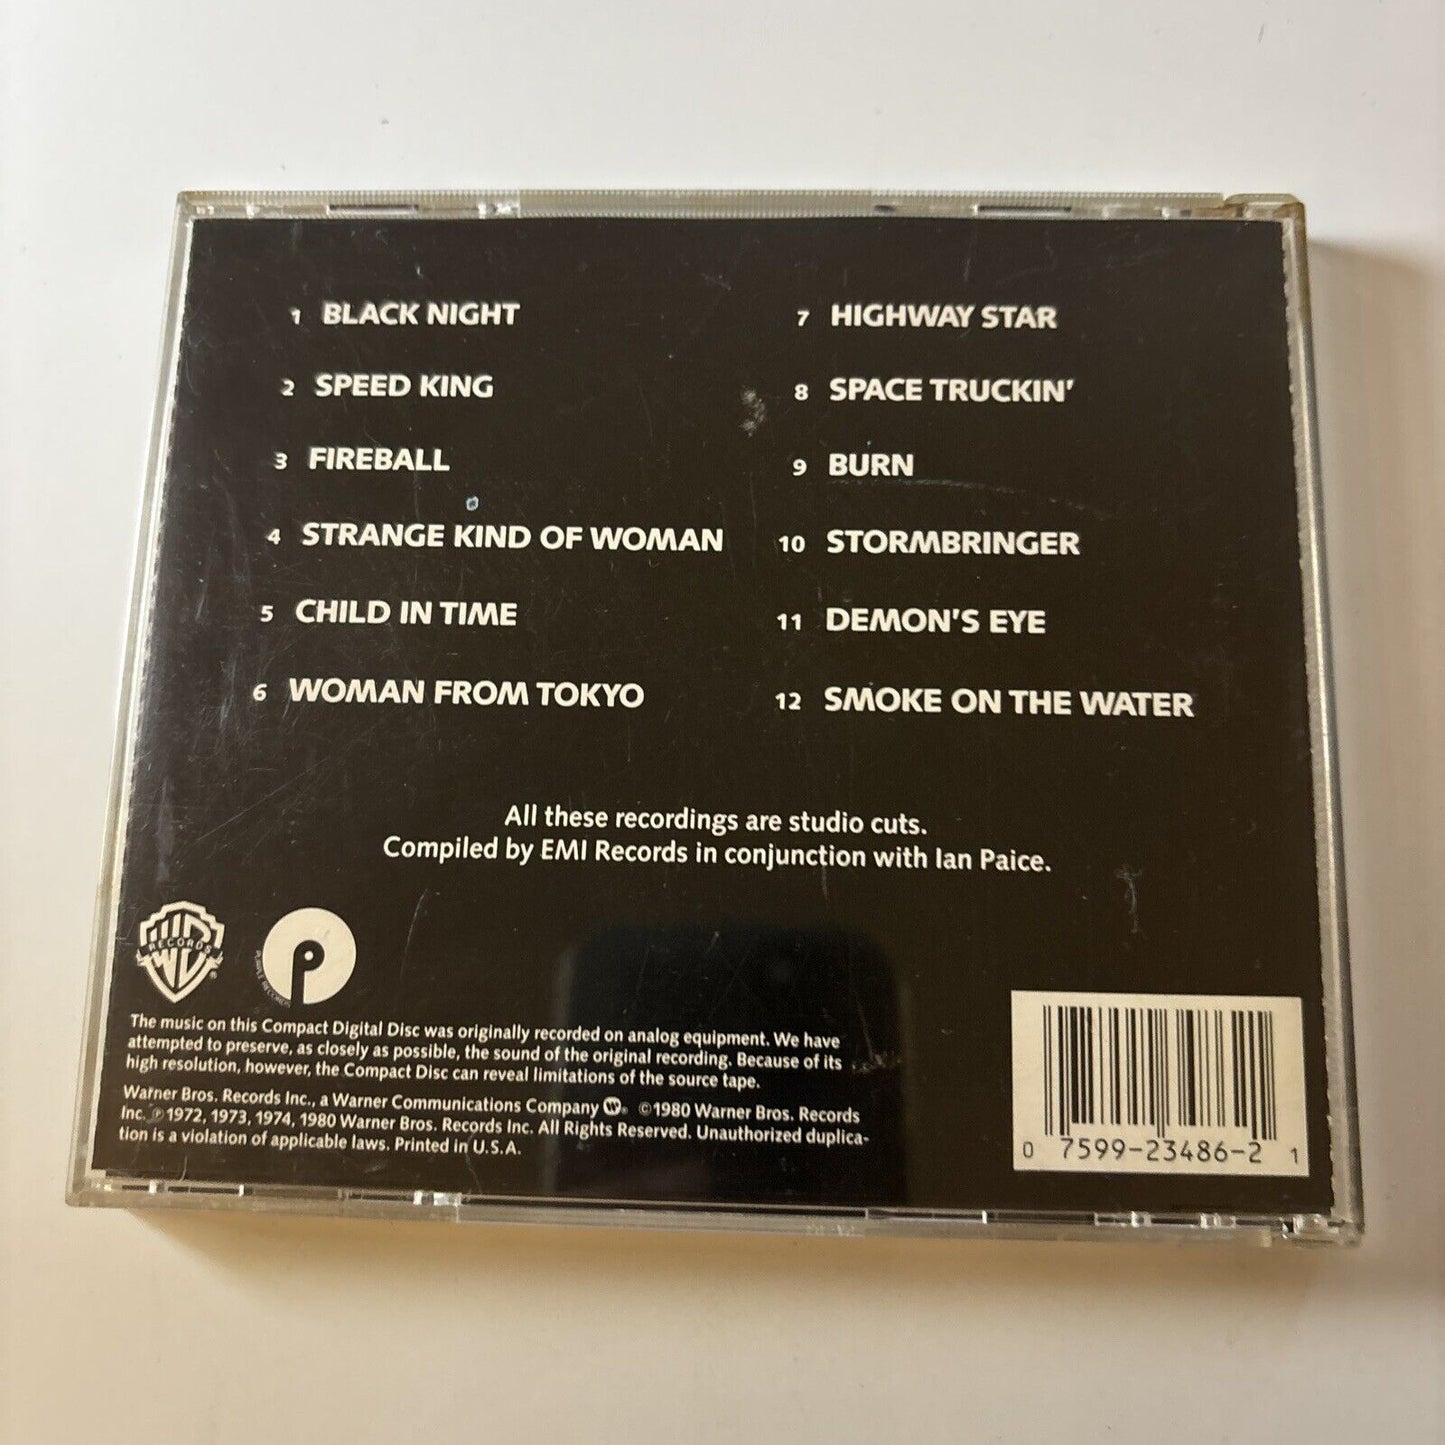 1 BLACK NIGHT
2 SPEED KING
3 FIREBALL
4 STRANGE KIND OF WOMAN
5 CHILD IN TIME
6 WOMAN FROM TOKYO
7 HIGHWAY STAR
8 SPACE TRUCKIN'
9 BURN
10 STORMBRINGER
11 DEMON'S EYE
12 SMOKE ON THE WATER
All these recordings are studio cuts.
Compiled by EMI Records in conjunction with Ian Paice.
RECORDS
PURPLE RECORDS
The music on this Compact Digital Disc was originally recorded on analog equipment. We have
attempted to preserve, as closely as possible, the sound of the original recording. Because of its
high resolution, however, the Compact Disc can reveal limitations of the source tape.
Warner Bros. Records Inc., a Warner Communications Company W ® ©1980 Warner Bros. Records
Inc. ℗1972, 1973, 1974, 1980 Warner Bros. Records Inc. All Rights Reserved. Unauthorized duplica-
tion is a violation of applicable laws. Printed in U.S.A.
0 7599-23486-2 1